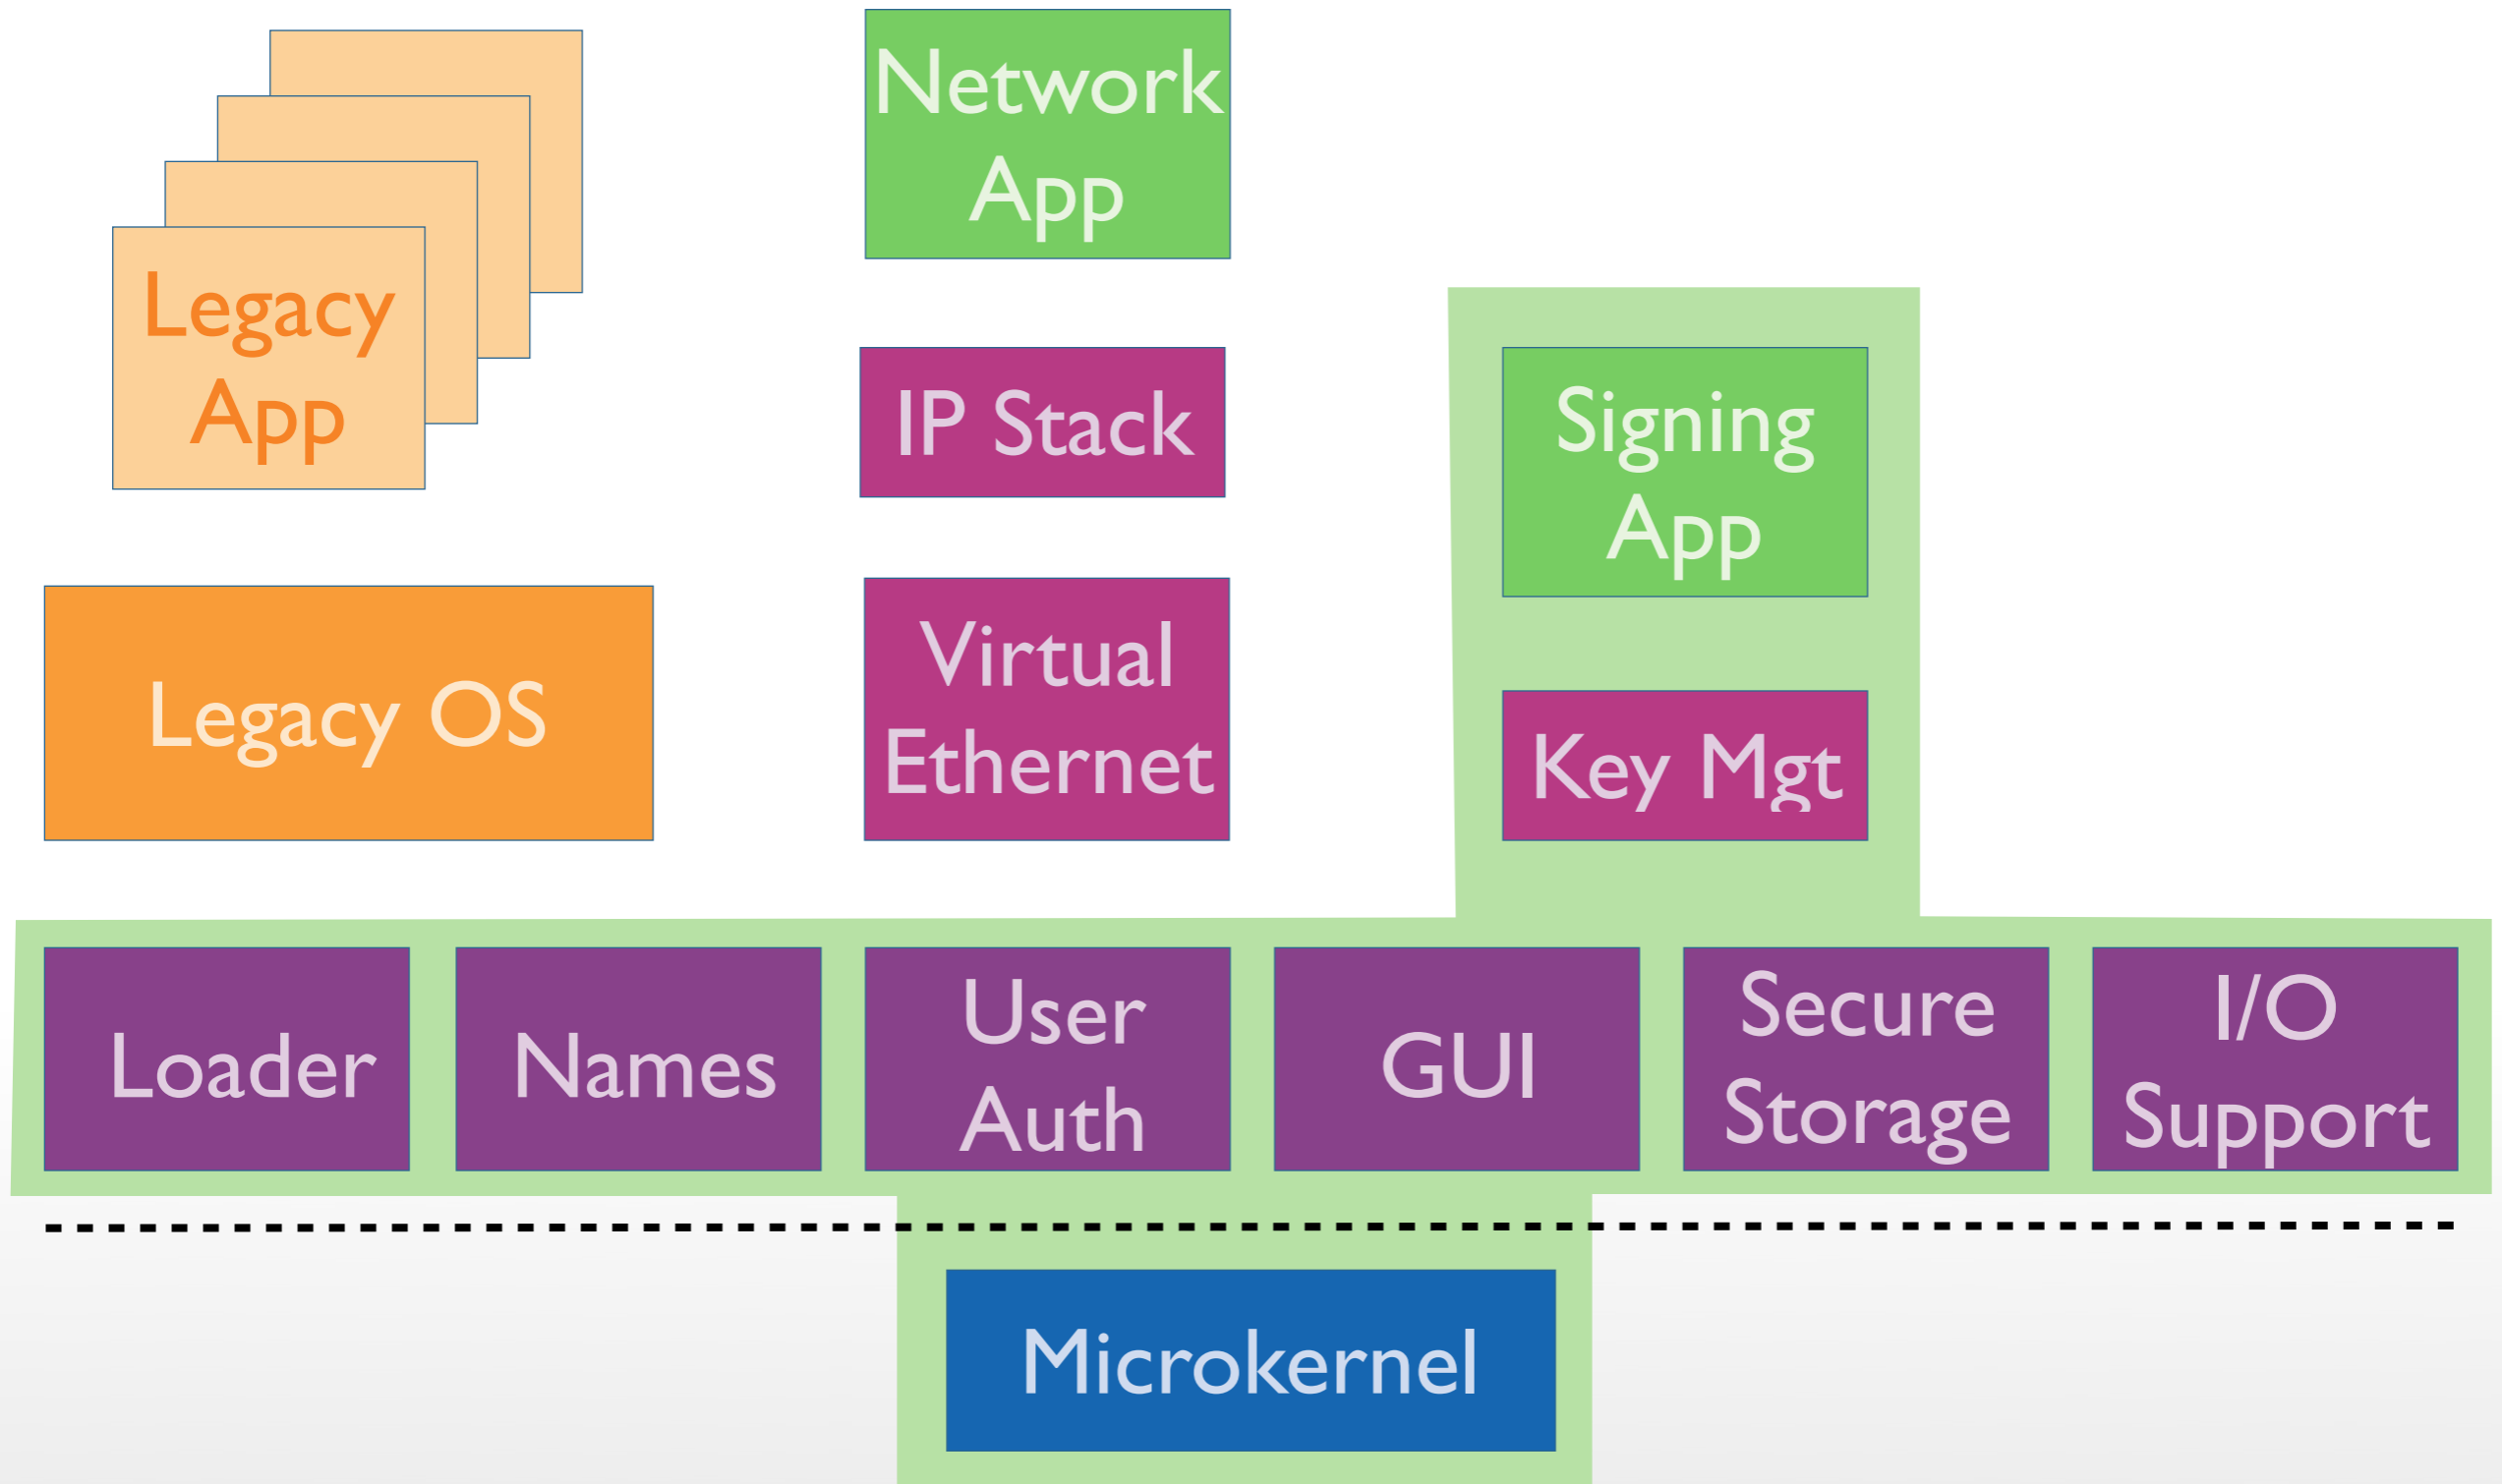 Network
App
Legacy
App
IP Stack
Signing
App
Legacy OS
Virtual
Ethernet
Key Mgt
Loader
Names
User
Auth
GUI
Secure
Storage
I/O
Support
Microkernel